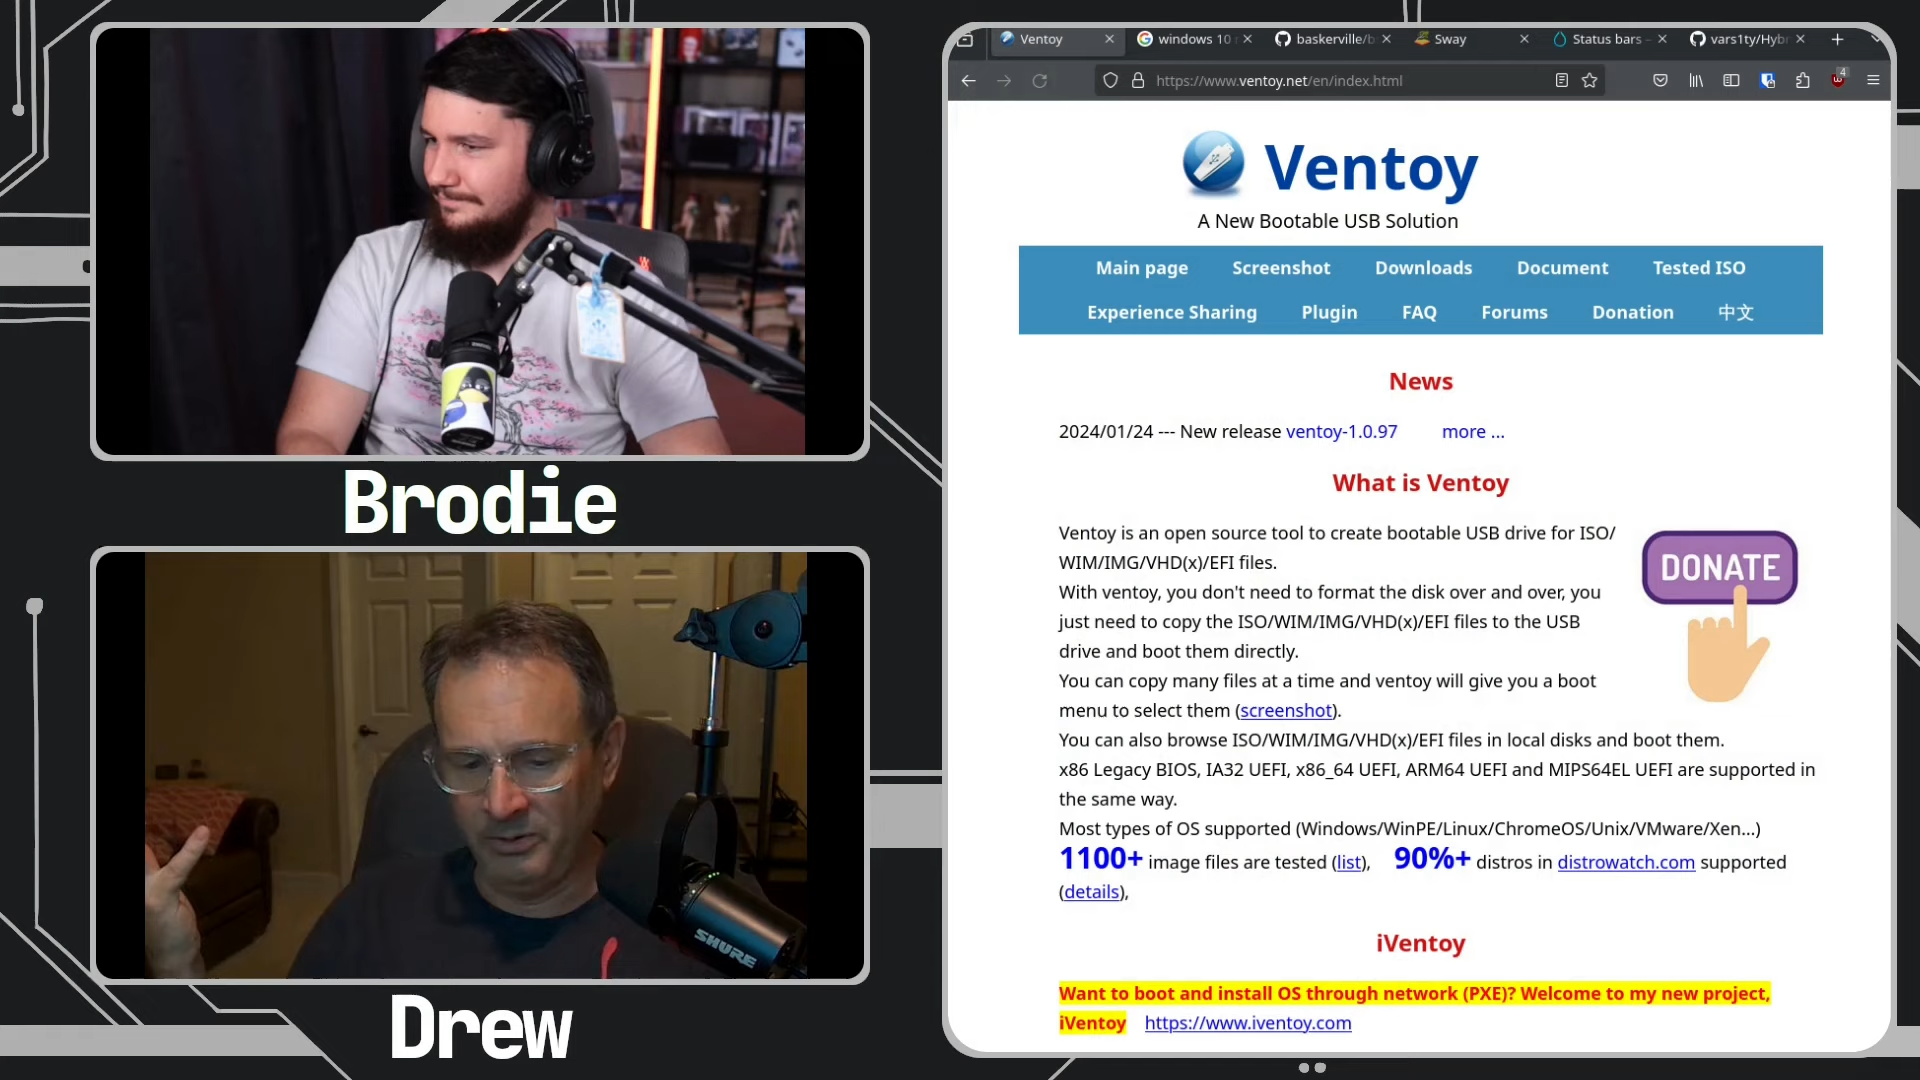 Brodie
Drew
SHURE
Ventoy
windows 10
baskerville/b
Sway
Status bars –
vars1ty/Hyb
4
https://www.ventoy.net/en/index.html
Ventoy
A New Bootable USB Solution
Main page Screenshot Downloads Document Tested ISO
Experience Sharing Plugin FAQ Forums Donation 中文
News
2024/01/24 --- New release ventoy-1.0.97 more ...
What is Ventoy
Ventoy is an open source tool to create bootable USB drive for ISO/
WIM/IMG/VHD(x)/EFI files.
With ventoy, you don't need to format the disk over and over, you
just need to copy the ISO/WIM/IMG/VHD(x)/EFI files to the USB
drive and boot them directly.
You can copy many files at a time and ventoy will give you a boot
menu to select them (screenshot).
DONATE
You can also browse ISO/WIM/IMG/VHD(x)/EFI files in local disks and boot them.
x86 Legacy BIOS, IA32 UEFI, x86_64 UEFI, ARM64 UEFI and MIPS64EL UEFI are supported in
the same way.
Most types of OS supported (Windows/WinPE/Linux/ChromeOS/Unix/VMware/Xen...)
1100+ image files are tested (list), 90%+ distros in distrowatch.com supported
(details),
iVentoy
Want to boot and install OS through network (PXE)? Welcome to my new project,
iVentoy https://www.iventoy.com